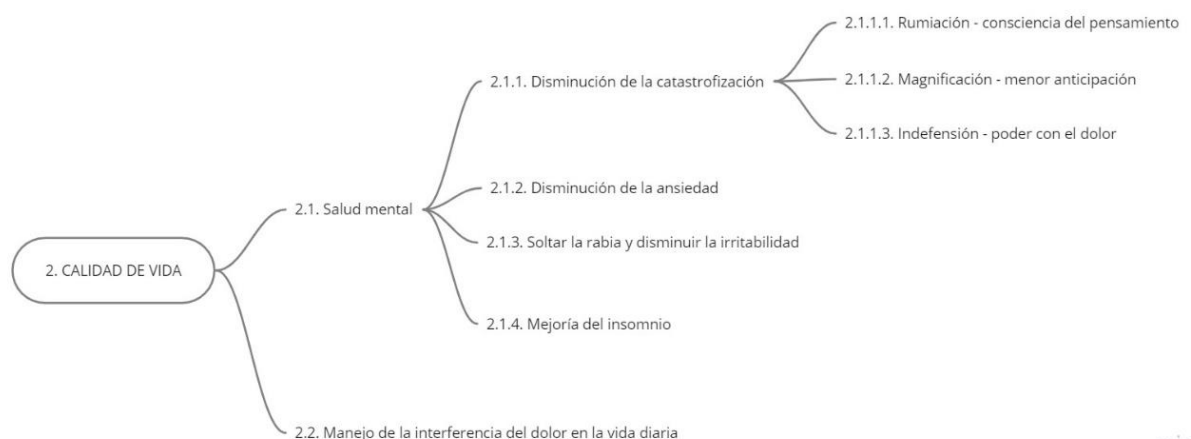 2.1.1.1. Rumiación - consciencia del pensamiento
2.1.1. Disminución de la catastrofización
2.1.1.2. Magnificación - menor anticipación
2.1.1.3. Indefensión - poder con el dolor
2.1.2. Disminución de la ansiedad
2.1. Salud mental
2.1.3. Soltar la rabia y disminuir la irritabilidad
2. CALIDAD DE VIDA
2.1.4. Mejoría del insomnio
2.2. Manejo de la interferencia del dolor en la vida diaria